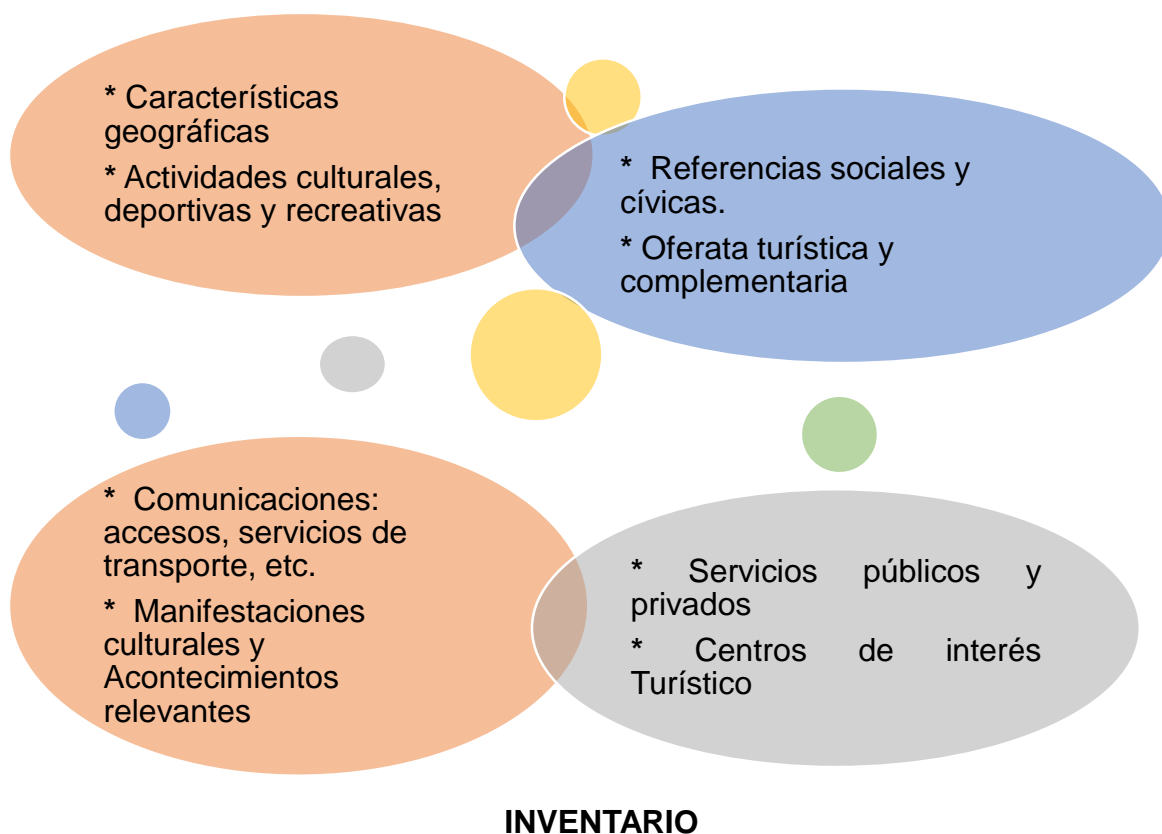 * Características
geográficas
* Actividades culturales,
deportivas y recreativas
* Referencias sociales y
cívicas.
* Oferata turística y
complementaria
* Comunicaciones:
accesos, servicios de
transporte, etc.
* Manifestaciones
culturales y
Acontecimientos
relevantes
* Servicios públicos y
privados
* Centros de interés
Turístico
INVENTARIO